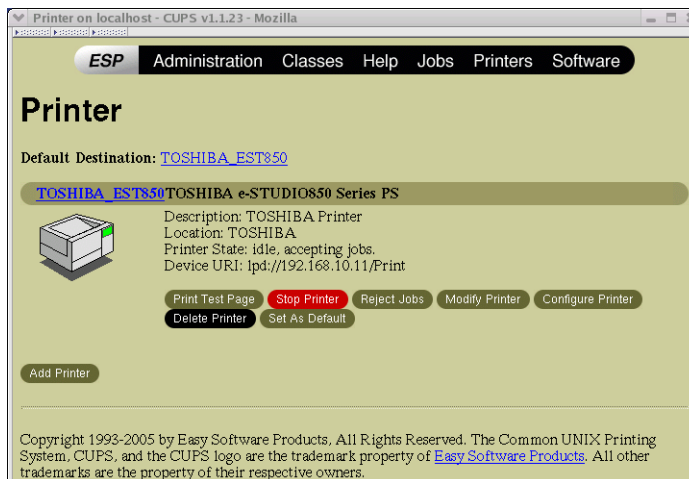 Printer on localhost - CUPS v1.1.23 - Mozilla
ESP Administration Classes Help Jobs Printers Software
Printer
Default Destination: TOSHIBA_EST850
TOSHIBA_EST850TOSHIBA e-STUDIO850 Series PS
Description: TOSHIBA Printer
Location: TOSHIBA
Printer State: idle, accepting jobs.
Device URI: lpd://192.168.10.11/Print
Print Test Page Stop Printer Reject Jobs Modify Printer Configure Printer
Delete Printer Set As Default
Add Printer
Copyright 1993-2005 by Easy Software Products, All Rights Reserved. The Common UNIX Printing
System, CUPS, and the CUPS logo are the trademark property of Easy Software Products. All other
trademarks are the property of their respective owners.